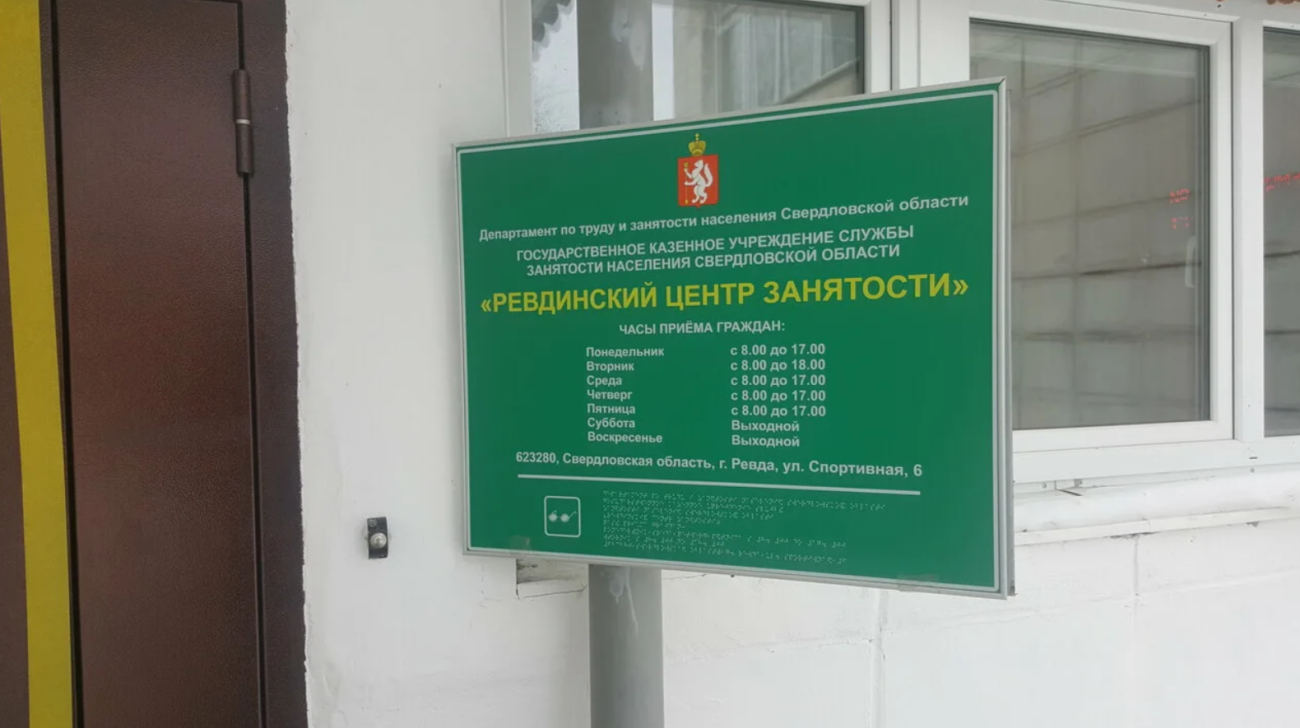 Департамент по труду и занятости населения Свердловской области
ГОСУДАРСТВЕННОЕ КАЗЕННОЕ УЧРЕЖДЕНИЕ СЛУЖБЫ
ЗАНЯТОСТИ НАСЕЛЕНИЯ СВЕРДЛОВСКОЙ ОБЛАСТИ
«РЕВДИНСКИЙ ЦЕНТР ЗАНЯТОСТИ»
ЧАСЫ ПРИЁМА ГРАЖДАН:
Понедельник с 8.00 до 17.00
Вторник с 8.00 до 18.00
Среда с 8.00 до 17.00
Четверг с 8.00 до 17.00
Пятница с 8.00 до 17.00
Суббота Выходной
Воскресенье Выходной
623280, Свердловская область, г. Ревда, ул. Спортивная, 6